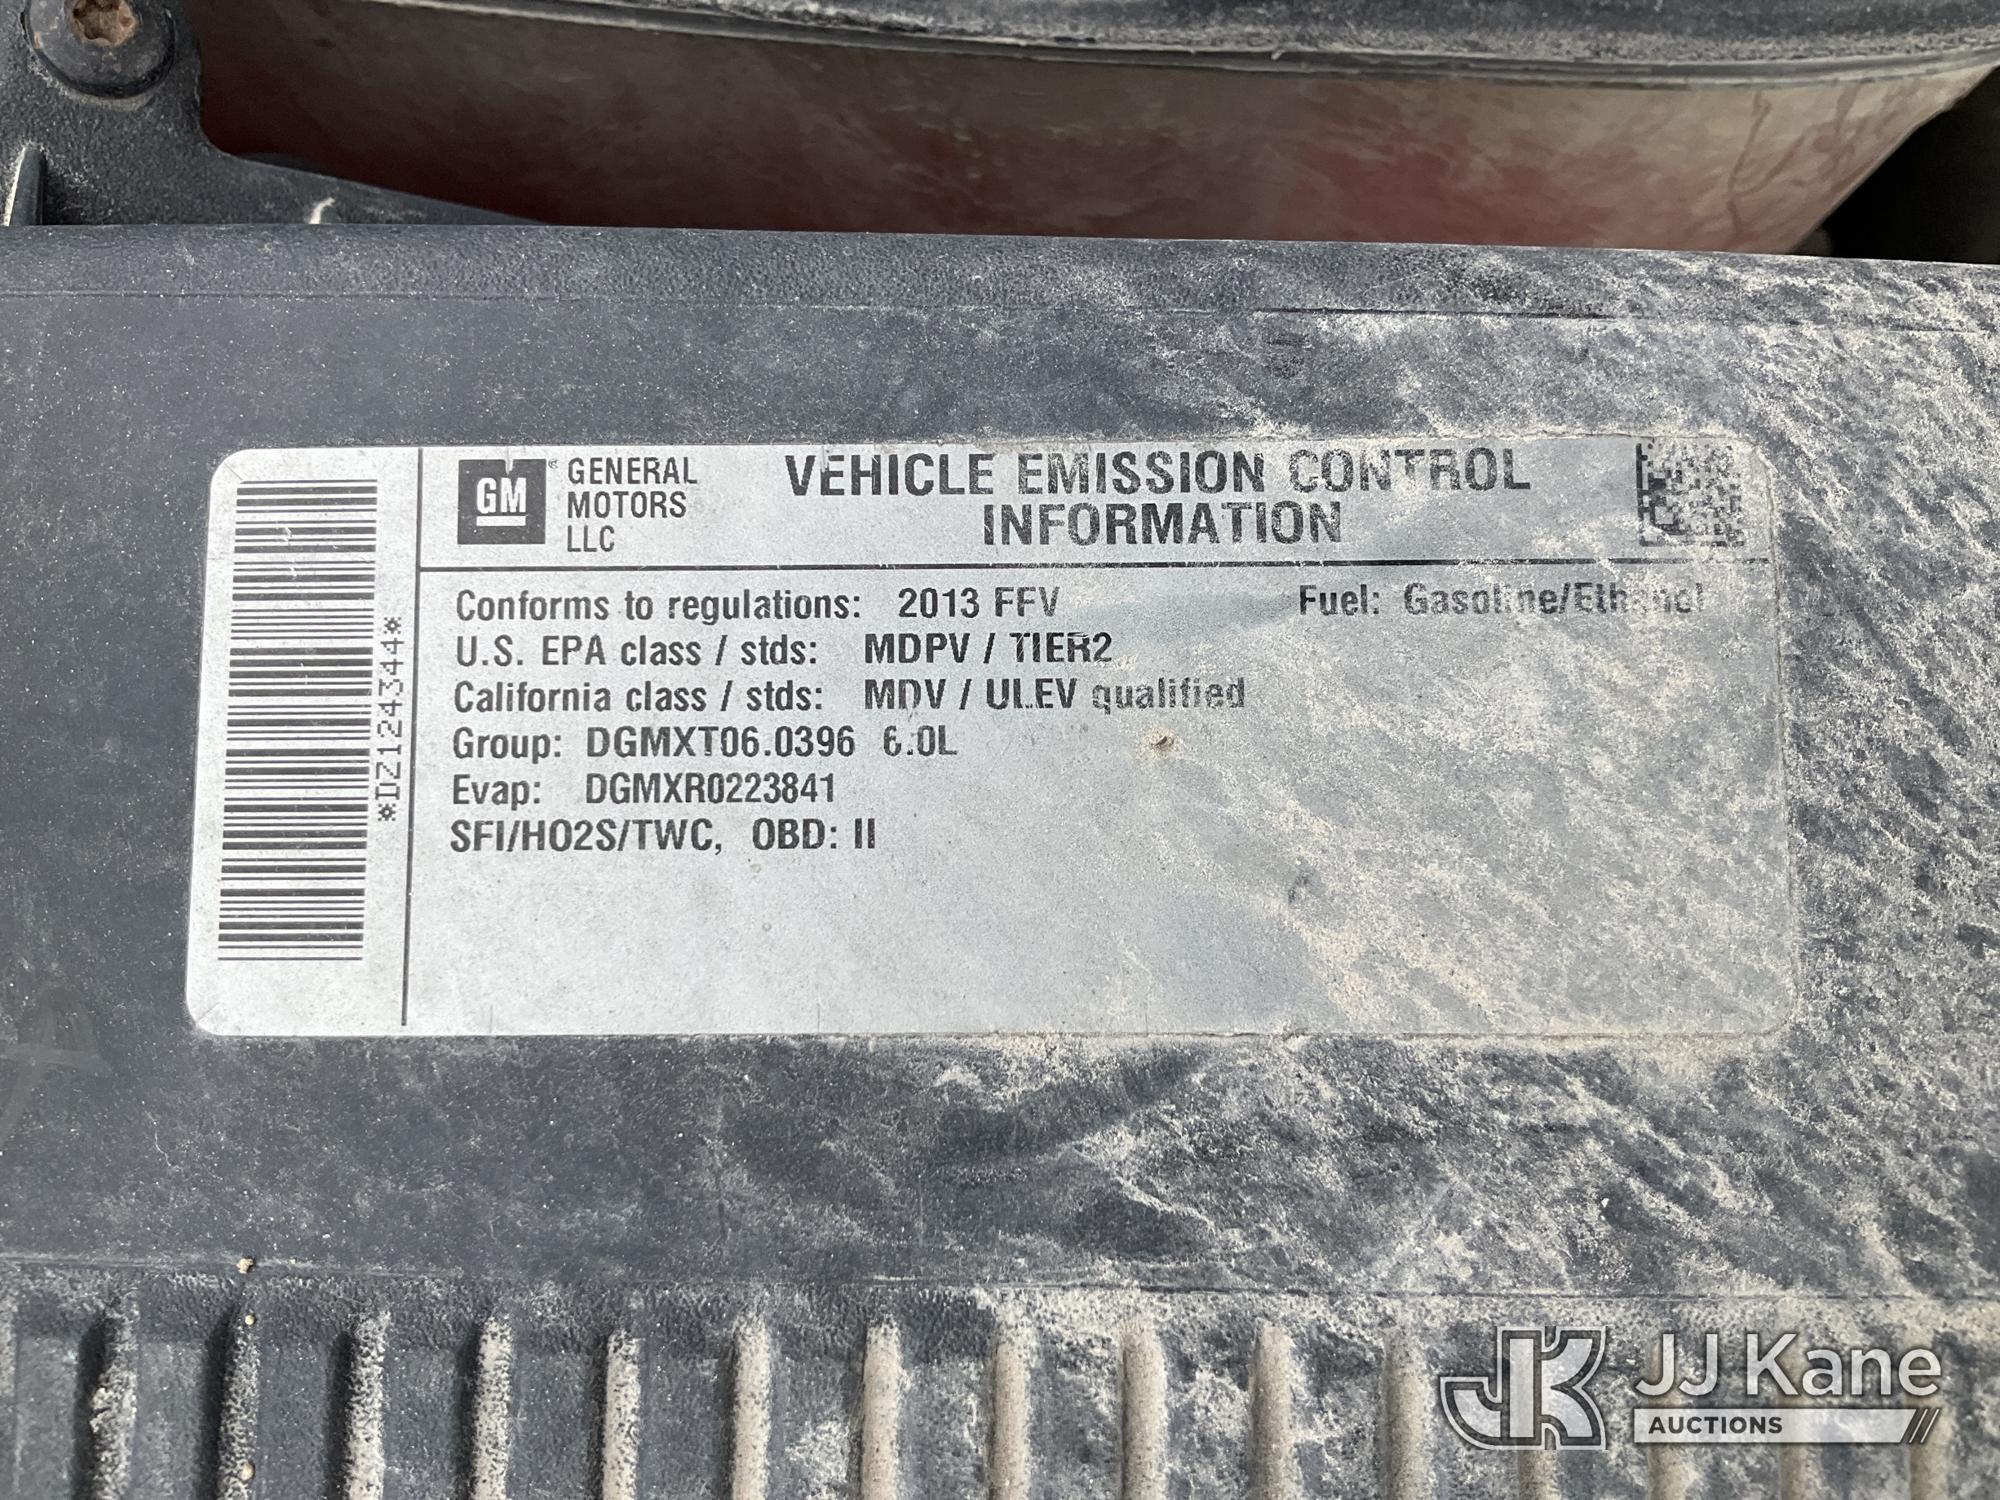 GM
GENERAL
MOTORS
LLC
VEHICLE EMISSION CONTROL
INFORMATION
*DZ124344*
Conforms to regulations: 2013 FFV Fuel: Gasoline/Ethanol
U.S. EPA class / stds: MDPV / TIER2
California class / stds: MDV / ULEV qualified
Group: DGMXT06.0396 6.0L
Evap: DGMXR0223841
SFI/HO2S/TWC, OBD: II
JK JJ Kane
AUCTIONS